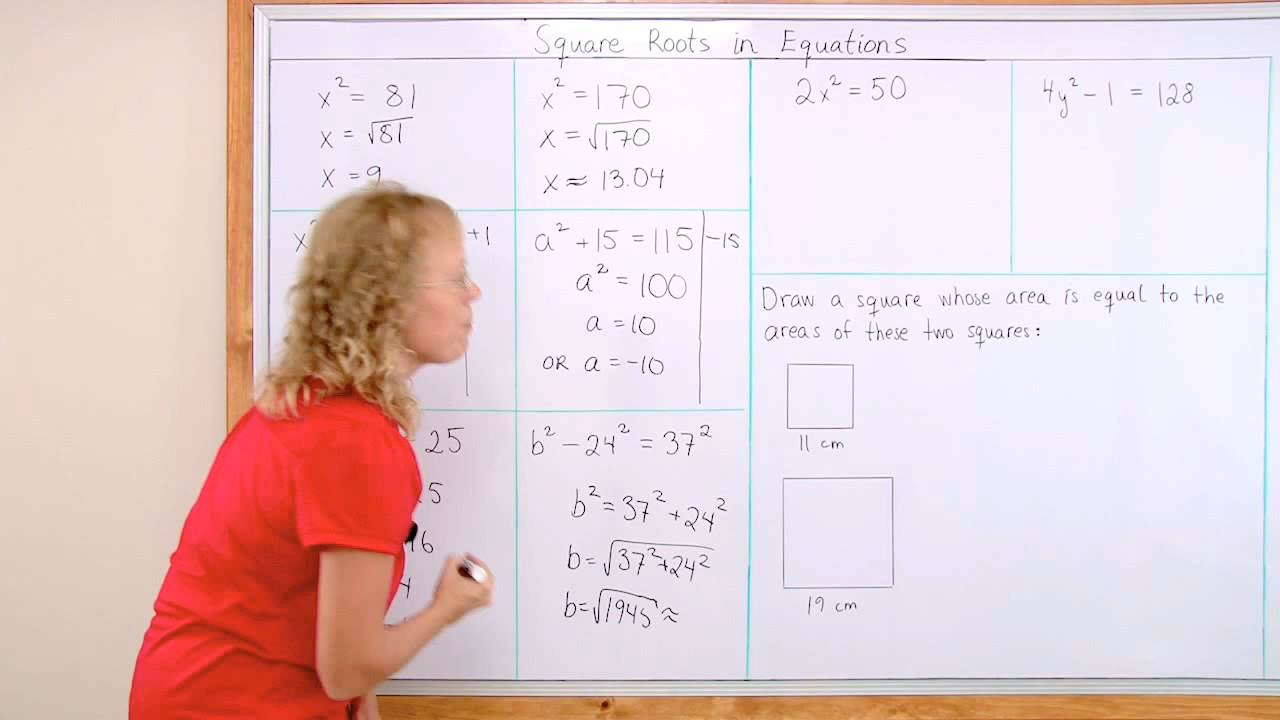 Square Roots in Equations
x² = 81
x = √81
x = 9
x² = 170
x = √170
x ≈ 13.04
+1
a² + 15 = 115 | -15
a² = 100
a = 10
OR a = -10
25
b² - 24² = 37²
b² = 37² + 24²
b = √37² + 24²
b = √1945 ≈
2x² = 50
4y² - 1 = 128
Draw a square whose area is equal to the
areas of these two squares:
11 cm
19 cm